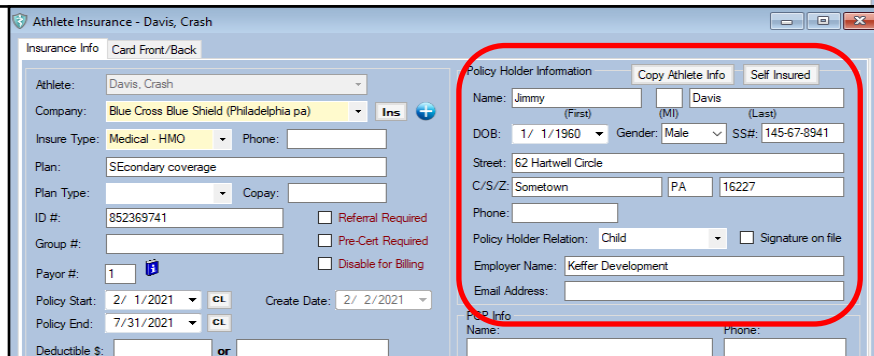 Athlete Insurance - Davis, Crash
Insurance Info Card Front/Back
Athlete: Davis, Crash
Company: Blue Cross Blue Shield (Philadelphia pa) Ins
Insure Type: Medical - HMO Phone:
Plan: SEcondary coverage
Plan Type: Copay:
ID #: 852369741 Referral Required
Group #: Pre-Cert Required
Disable for Billing
Payor #: 1
Policy Start: 2/ 1/2021 CL Create Date: 2/ 2/2021
Policy End: 7/31/2021 CL
Deductible $: or
Policy Holder Information Copy Athlete Info Self Insured
Name: Jimmy Davis
(First) (MI) (Last)
DOB: 1/ 1/1960 Gender: Male SS#: 145-67-8941
Street: 62 Hartwell Circle
C/S/Z: Sometown PA 16227
Phone:
Policy Holder Relation: Child Signature on file
Employer Name: Keffer Development
Email Address:
PCP Info
Name: Phone: